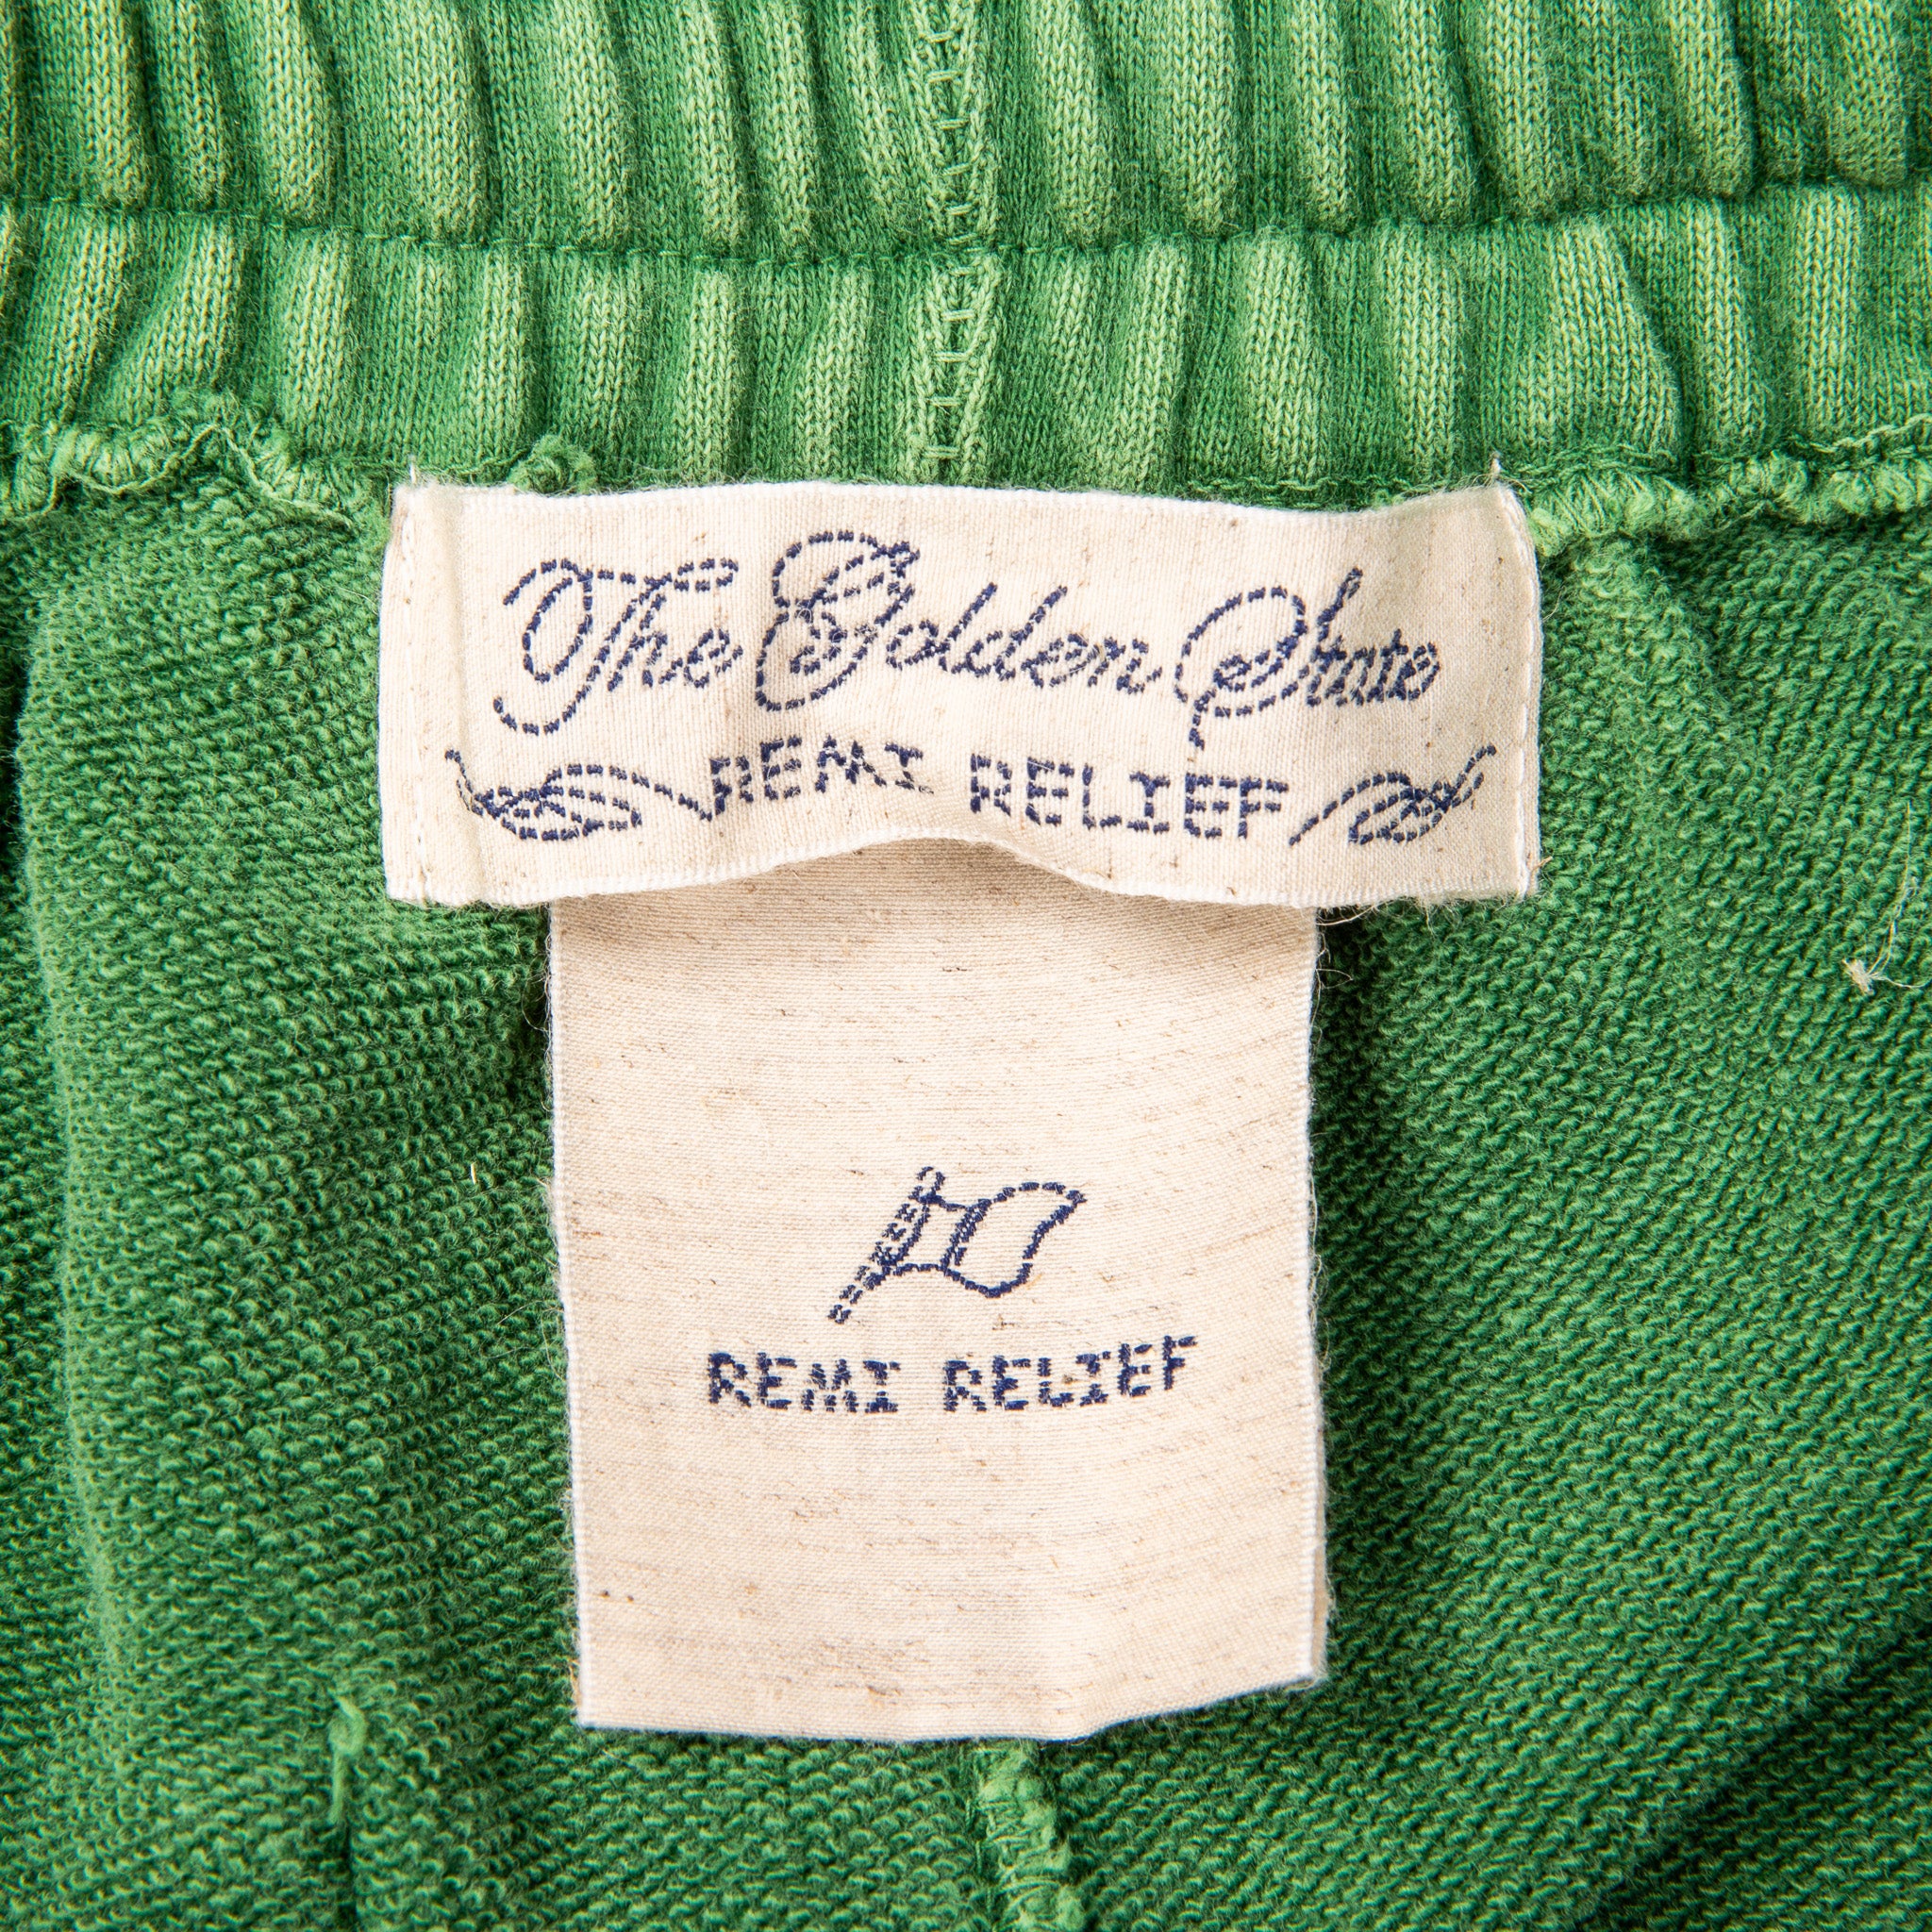 The Golden State
REMI RELIEF
REMI RELIEF